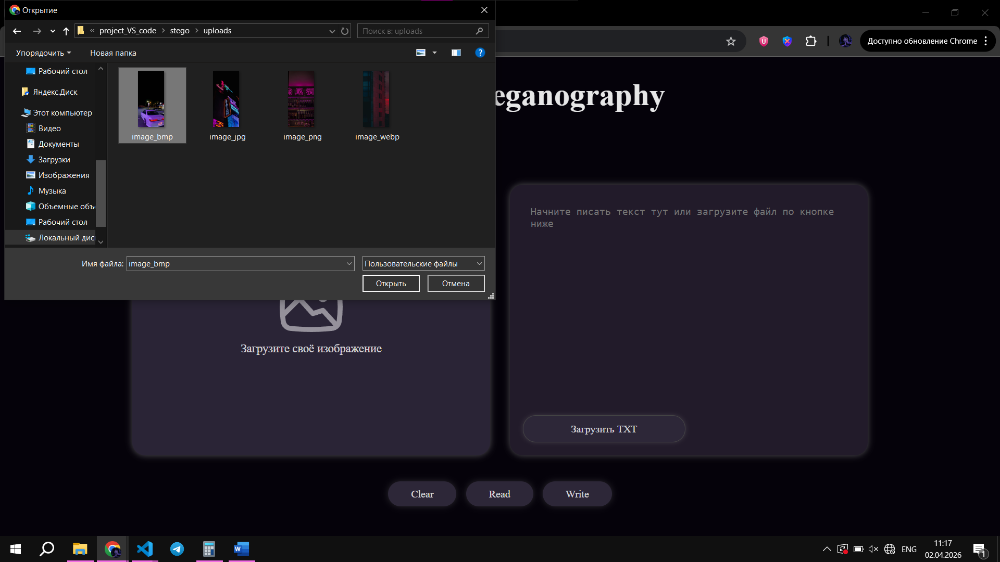 Открытие
« project_VS_code > stego > uploads
Поиск в: uploads
Доступно обновление Chrome
Упорядочить
Новая папка
Рабочий стол
Яндекс.Диск
Этот компьютер
Видео
Документы
Загрузки
Изображения
Музыка
Объемные объе
Рабочий стол
Локальный дис
image_bmp
image_jpg
image_png
image_webp
Имя файла:
image_bmp
Пользовательские файлы
Открыть
Отмена
eganography
Загрузите своё изображение
Начните писать текст тут или загрузите файл по кнопке
ниже
Загрузить TXT
Clear
Read
Write
ENG
11:17
02.04.2026
1